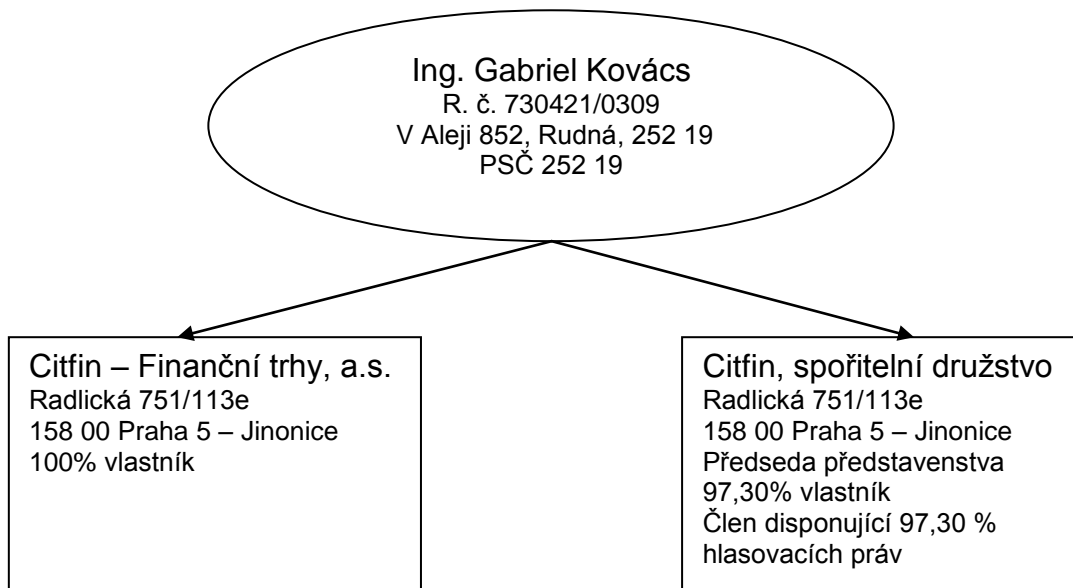 Ing. Gabriel Kovács
R. č. 730421/0309
V Aleji 852, Rudná, 252 19
PSČ 252 19
Citfin – Finanční trhy, a.s.
Radlická 751/113e
158 00 Praha 5 – Jinonice
100% vlastník
Citfin, spořitelní družstvo
Radlická 751/113e
158 00 Praha 5 – Jinonice
Předseda představenstva
97,30% vlastník
Člen disponující 97,30 %
hlasovacích práv